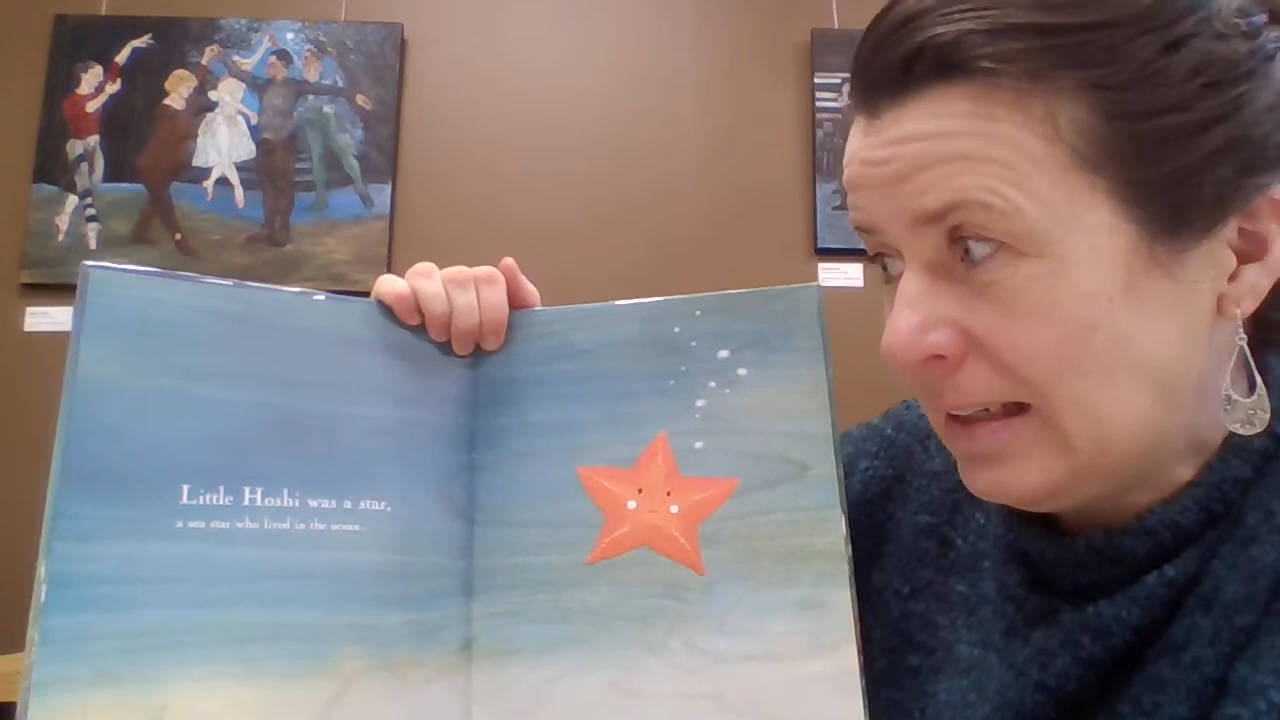 Little Hoshi was a star,
a sea star who lived in the ocean.